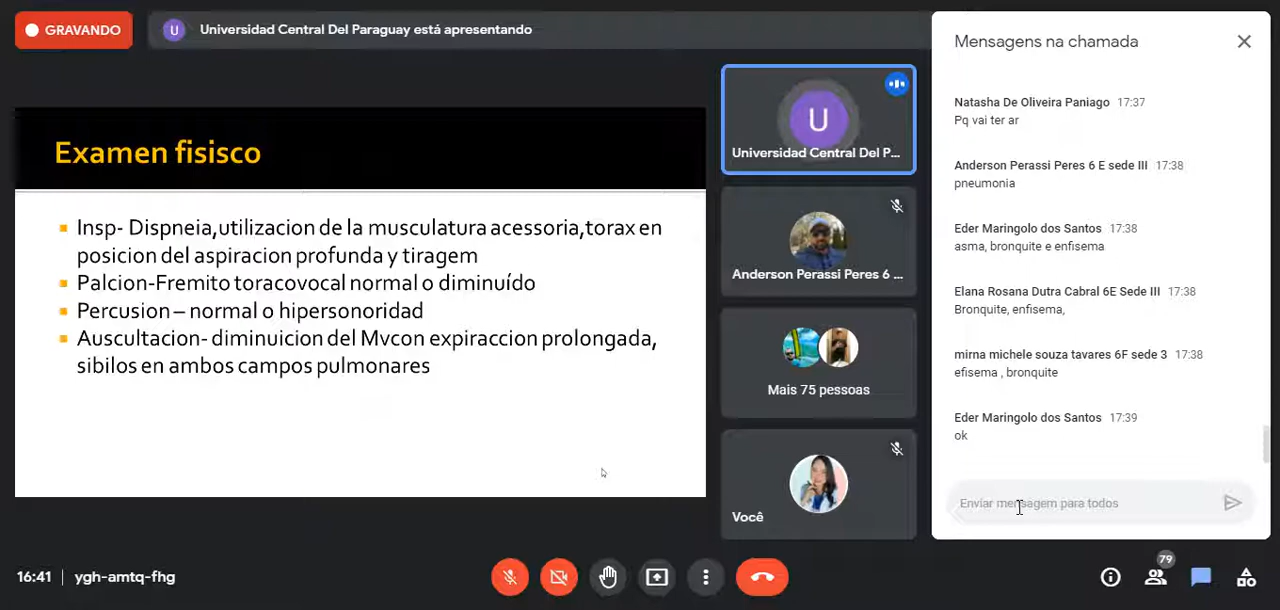 GRAVANDO
U
Universidad Central Del Paraguay está apresentando
Examen fisisco
Insp- Dispneia,utilizacion de la musculatura acessoria,torax en
posicion del aspiracion profunda y tiragem
Palcion-Fremito toracovocal normal o diminuído
Percusion – normal o hipersonoridad
Auscultacion- diminuicion del Mvcon expiraccion prolongada,
sibilos en ambos campos pulmonares
U
Universidad Central Del P...
Anderson Perassi Peres 6 ...
Mais 75 pessoas
Você
Mensagens na chamada
Natasha De Oliveira Paniago 17:37
Pq vai ter ar
Anderson Perassi Peres 6 E sede III 17:38
pneumonia
Eder Maringolo dos Santos 17:38
asma, bronquite e enfisema
Elana Rosana Dutra Cabral 6E Sede III 17:38
Bronquite, enfisema,
mirna michele souza tavares 6F sede 3 17:38
efisema , bronquite
Eder Maringolo dos Santos 17:39
ok
Enviar mensagem para todos
16:41 | ygh-amtq-fhg
79